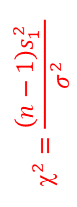 χ² = (n − 1)s₁² / σ²